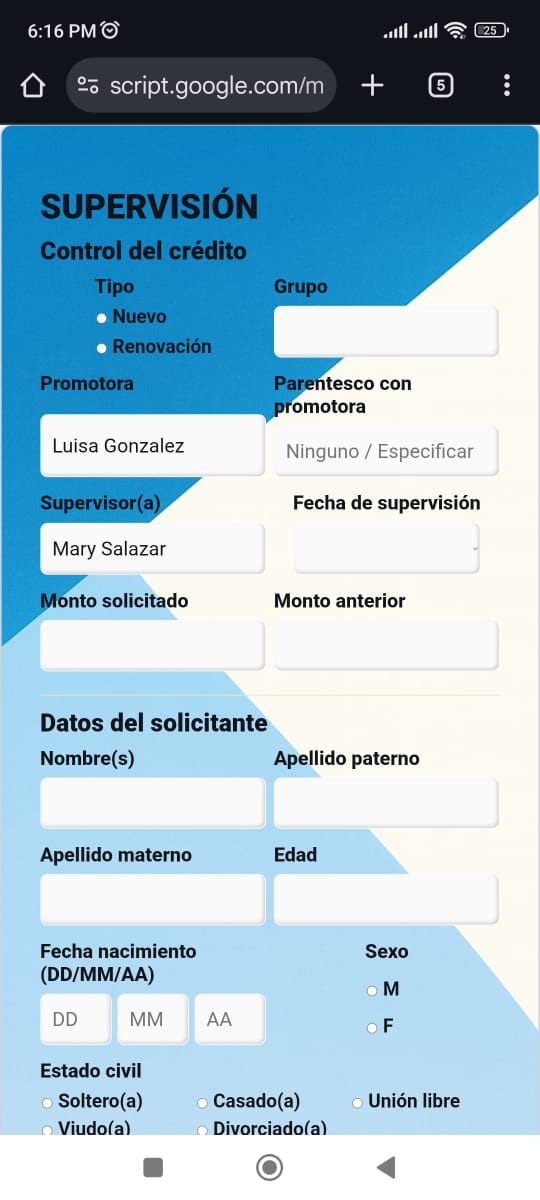 6:16 PM
25
script.google.com/m
5
SUPERVISIÓN
Control del crédito
Tipo
Grupo
Nuevo
Renovación
Promotora
Parentesco con
promotora
Luisa Gonzalez
Ninguno / Especificar
Supervisor(a)
Fecha de supervisión
Mary Salazar
Monto solicitado
Monto anterior
Datos del solicitante
Nombre(s)
Apellido paterno
Apellido materno
Edad
Fecha nacimiento
(DD/MM/AA)
Sexo
M
DD MM AA
F
Estado civil
Soltero(a) Casado(a) Unión libre
Viudo(a) Divorciado(a)